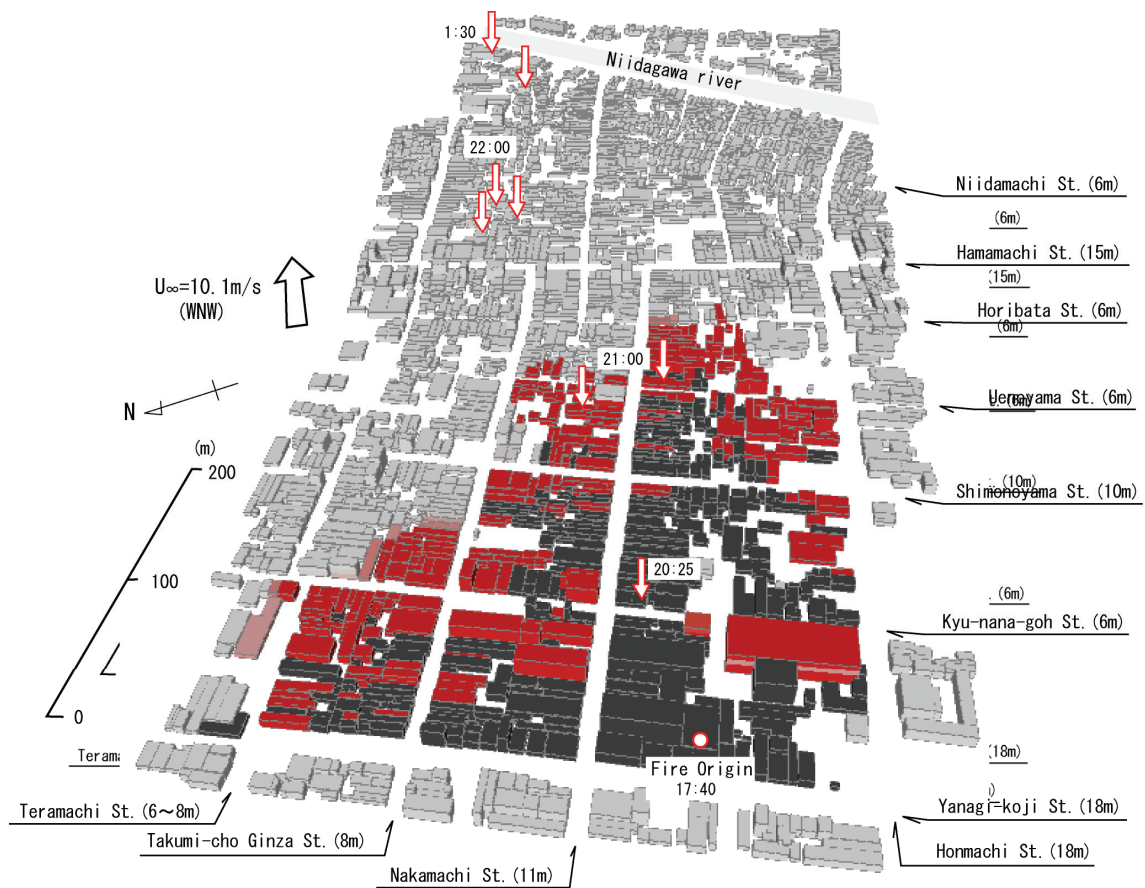 1:30
Niidagawa river
22:00
Niidamachi St. (6m)
(6m)
Hamamachi St. (15m)
(15m)
U∞=10.1m/s
(WNW)
Horibata St. (6m)
(6m)
21:00
N
Uenoyama St. (6m)
(m)
200
(10m)
Shimonoyama St. (10m)
100
20:25
(6m)
Kyu-nana-goh St. (6m)
0
Teram
(18m)
Fire Origin
17:40
Teramachi St. (6~8m)
Yanagi-koji St. (18m)
Takumi-cho Ginza St. (8m)
Honmachi St. (18m)
Nakamachi St. (11m)